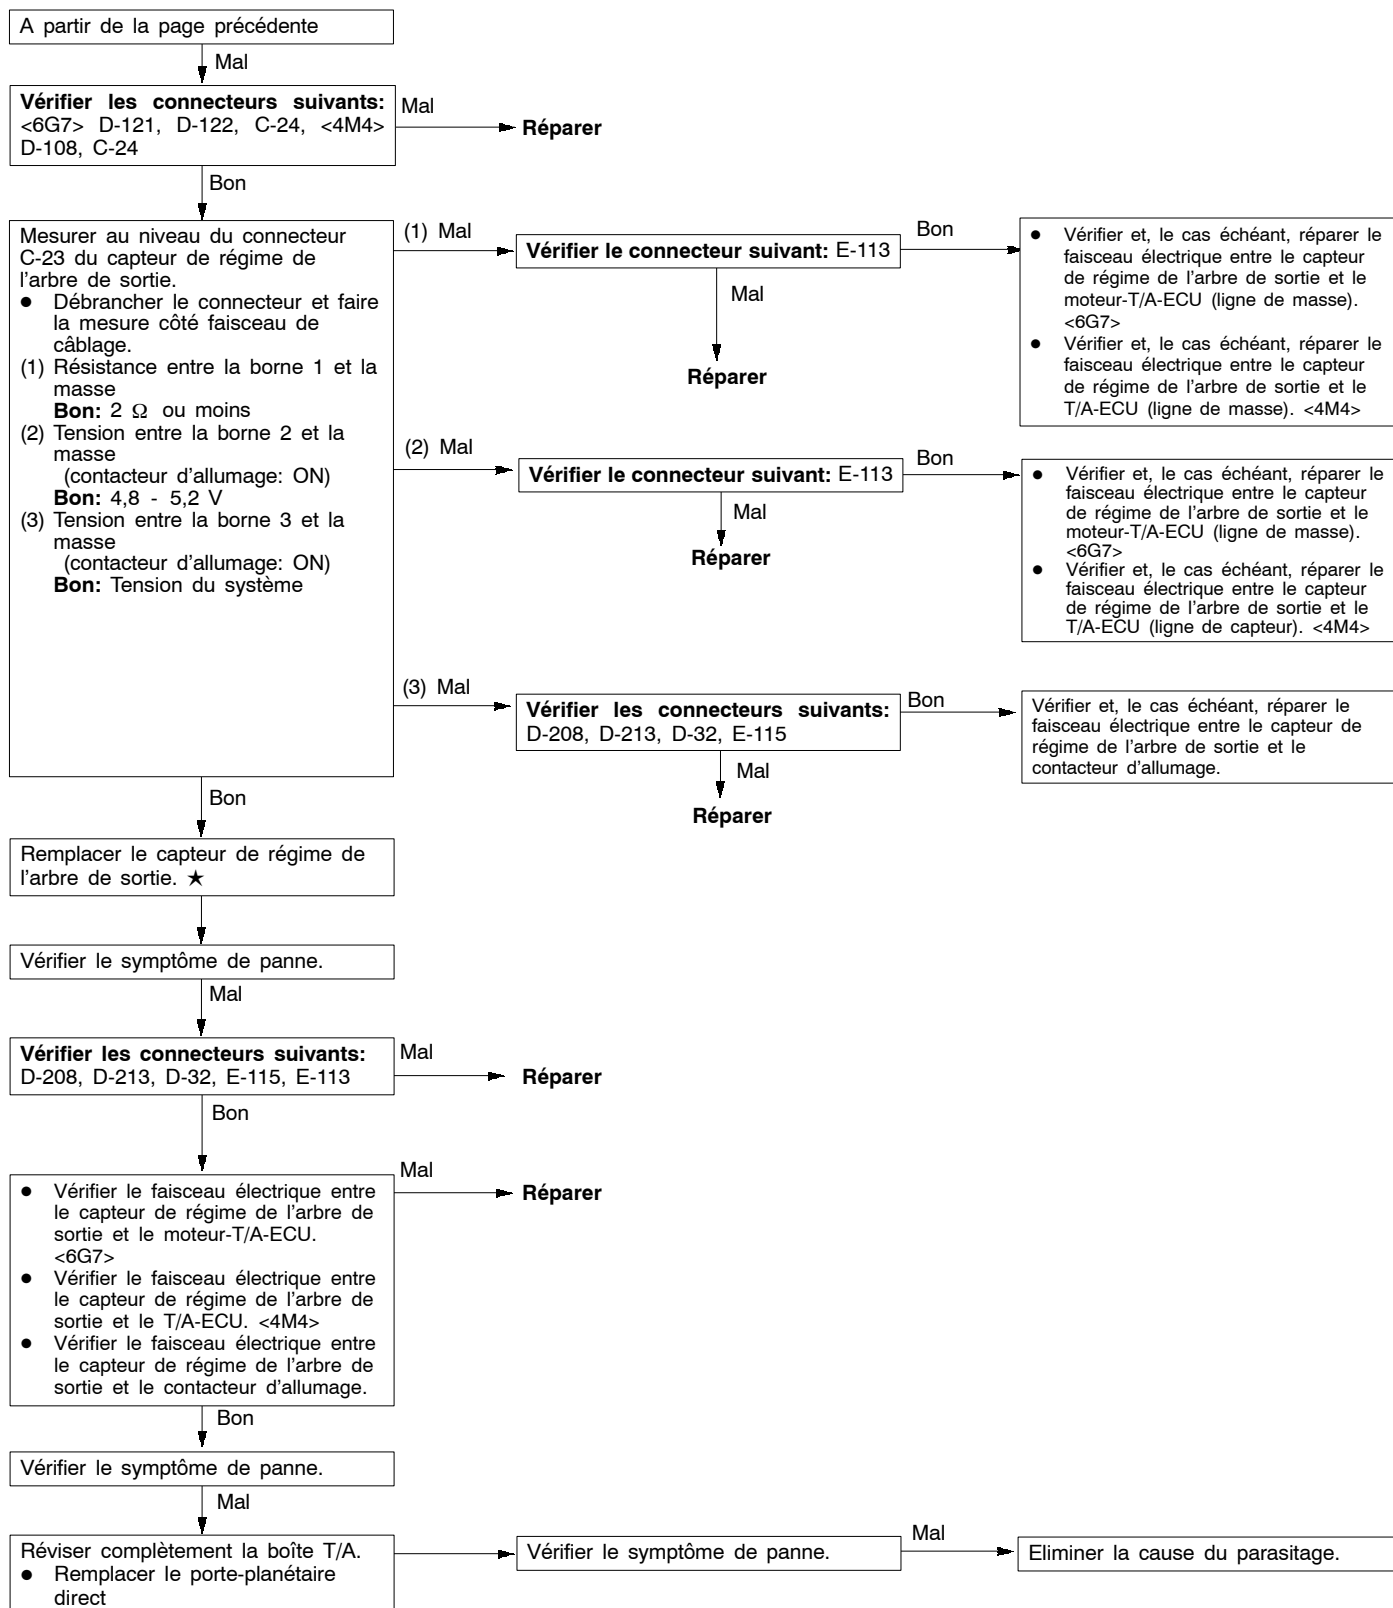 A partir de la page précédente
Mal
Vérifier les connecteurs suivants:
<6G7> D-121, D-122, C-24, <4M4>
D-108, C-24
Mal
Réparer
Bon
Mesurer au niveau du connecteur
C-23 du capteur de régime de
l'arbre de sortie.
● Débrancher le connecteur et faire
la mesure côté faisceau de
câblage.
(1) Résistance entre la borne 1 et la
masse
Bon: 2 Ω ou moins
(2) Tension entre la borne 2 et la
masse
(contacteur d'allumage: ON)
Bon: 4,8 - 5,2 V
(3) Tension entre la borne 3 et la
masse
(contacteur d'allumage: ON)
Bon: Tension du système
(1) Mal
Vérifier le connecteur suivant: E-113
Bon
● Vérifier et, le cas échéant, réparer le
faisceau électrique entre le capteur
de régime de l'arbre de sortie et le
moteur-T/A-ECU (ligne de masse).
<6G7>
● Vérifier et, le cas échéant, réparer le
faisceau électrique entre le capteur
de régime de l'arbre de sortie et le
T/A-ECU (ligne de masse). <4M4>
Mal
Réparer
(2) Mal
Vérifier le connecteur suivant: E-113
Bon
● Vérifier et, le cas échéant, réparer le
faisceau électrique entre le capteur
de régime de l'arbre de sortie et le
moteur-T/A-ECU (ligne de masse).
<6G7>
● Vérifier et, le cas échéant, réparer le
faisceau électrique entre le capteur
de régime de l'arbre de sortie et le
T/A-ECU (ligne de capteur). <4M4>
Mal
Réparer
(3) Mal
Vérifier les connecteurs suivants:
D-208, D-213, D-32, E-115
Bon
Vérifier et, le cas échéant, réparer le
faisceau électrique entre le capteur de
régime de l'arbre de sortie et le
contacteur d'allumage.
Mal
Réparer
Bon
Remplacer le capteur de régime de
l'arbre de sortie. ★
Vérifier le symptôme de panne.
Mal
Vérifier les connecteurs suivants:
D-208, D-213, D-32, E-115, E-113
Mal
Réparer
Bon
● Vérifier le faisceau électrique entre
le capteur de régime de l'arbre de
sortie et le moteur-T/A-ECU.
<6G7>
● Vérifier le faisceau électrique entre
le capteur de régime de l'arbre de
sortie et le T/A-ECU. <4M4>
● Vérifier le faisceau électrique entre
le capteur de régime de l'arbre de
sortie et le contacteur d'allumage.
Mal
Réparer
Bon
Vérifier le symptôme de panne.
Mal
Réviser complètement la boîte T/A.
● Remplacer le porte-planétaire
direct
Vérifier le symptôme de panne.
Mal
Eliminer la cause du parasitage.